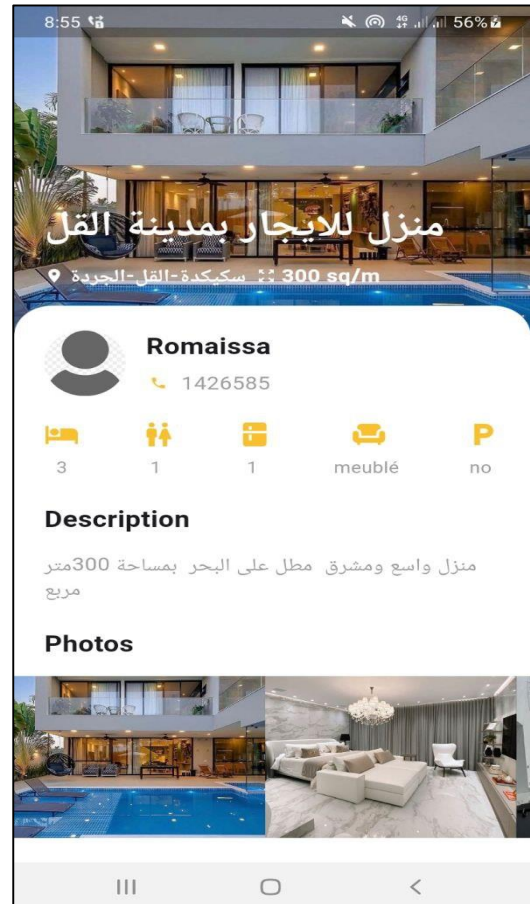 8:55 4G 56%
منزل للايجار بمدينة القل
سكيكدة-القل-الجردة 300 sq/m
Romaissa
1426585
P
3 1 1 meublé no
Description
منزل واسع ومشرق مطل على البحر بمساحة 300متر
مربع
Photos